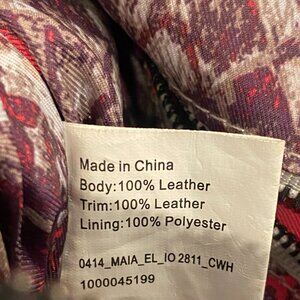 Made in China
Body:100% Leather
Trim:100% Leather
Lining:100% Polyester
0414_MAIA_EL_IO 2811_CWH
1000045199